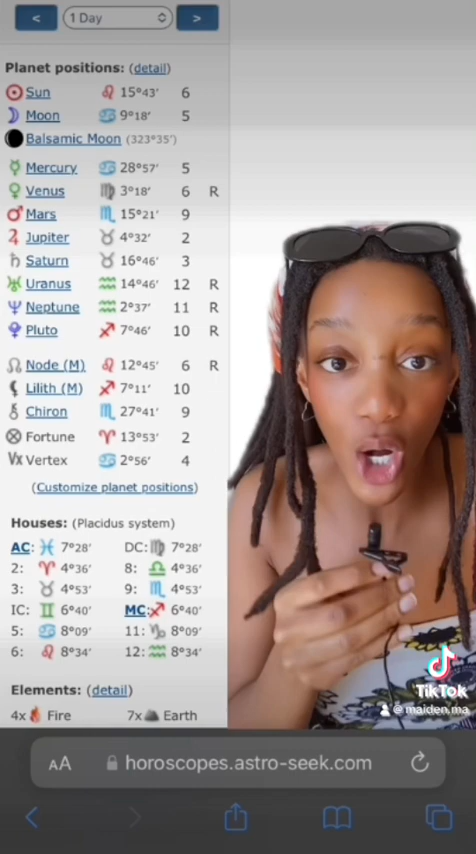 < 1 Day >
Planet positions: (detail)
Sun ♌ 15°43’ 6
Moon ♋ 9°18’ 5
Balsamic Moon (323°35’)
Mercury ♋ 28°57’ 5
Venus ♍ 3°18’ 6 R
Mars ♏ 15°21’ 9
Jupiter ♉ 4°32’ 2
Saturn ♉ 16°46’ 3
Uranus ♒ 14°46’ 12 R
Neptune ♒ 2°37’ 11 R
Pluto ♐ 7°46’ 10 R
Node (M) ♌ 12°45’ 6 R
Lilith (M) ♐ 7°11’ 10
Chiron ♏ 27°41’ 9
Fortune ♈ 13°53’ 2
Vx Vertex ♋ 2°56’ 4
(Customize planet positions)
Houses: (Placidus system)
AC: ♓ 7°28’ DC: ♍ 7°28’
2: ♈ 4°36’ 8: ♎ 4°36’
3: ♉ 4°53’ 9: ♏ 4°53’
IC: ♊ 6°40’ MC: ♐ 6°40’
5: ♋ 8°09’ 11: ♑ 8°09’
6: ♌ 8°34’ 12: ♒ 8°34’
Elements: (detail)
4x Fire 7x Earth
TikTok
@maiden.ma
AA horoscopes.astro-seek.com